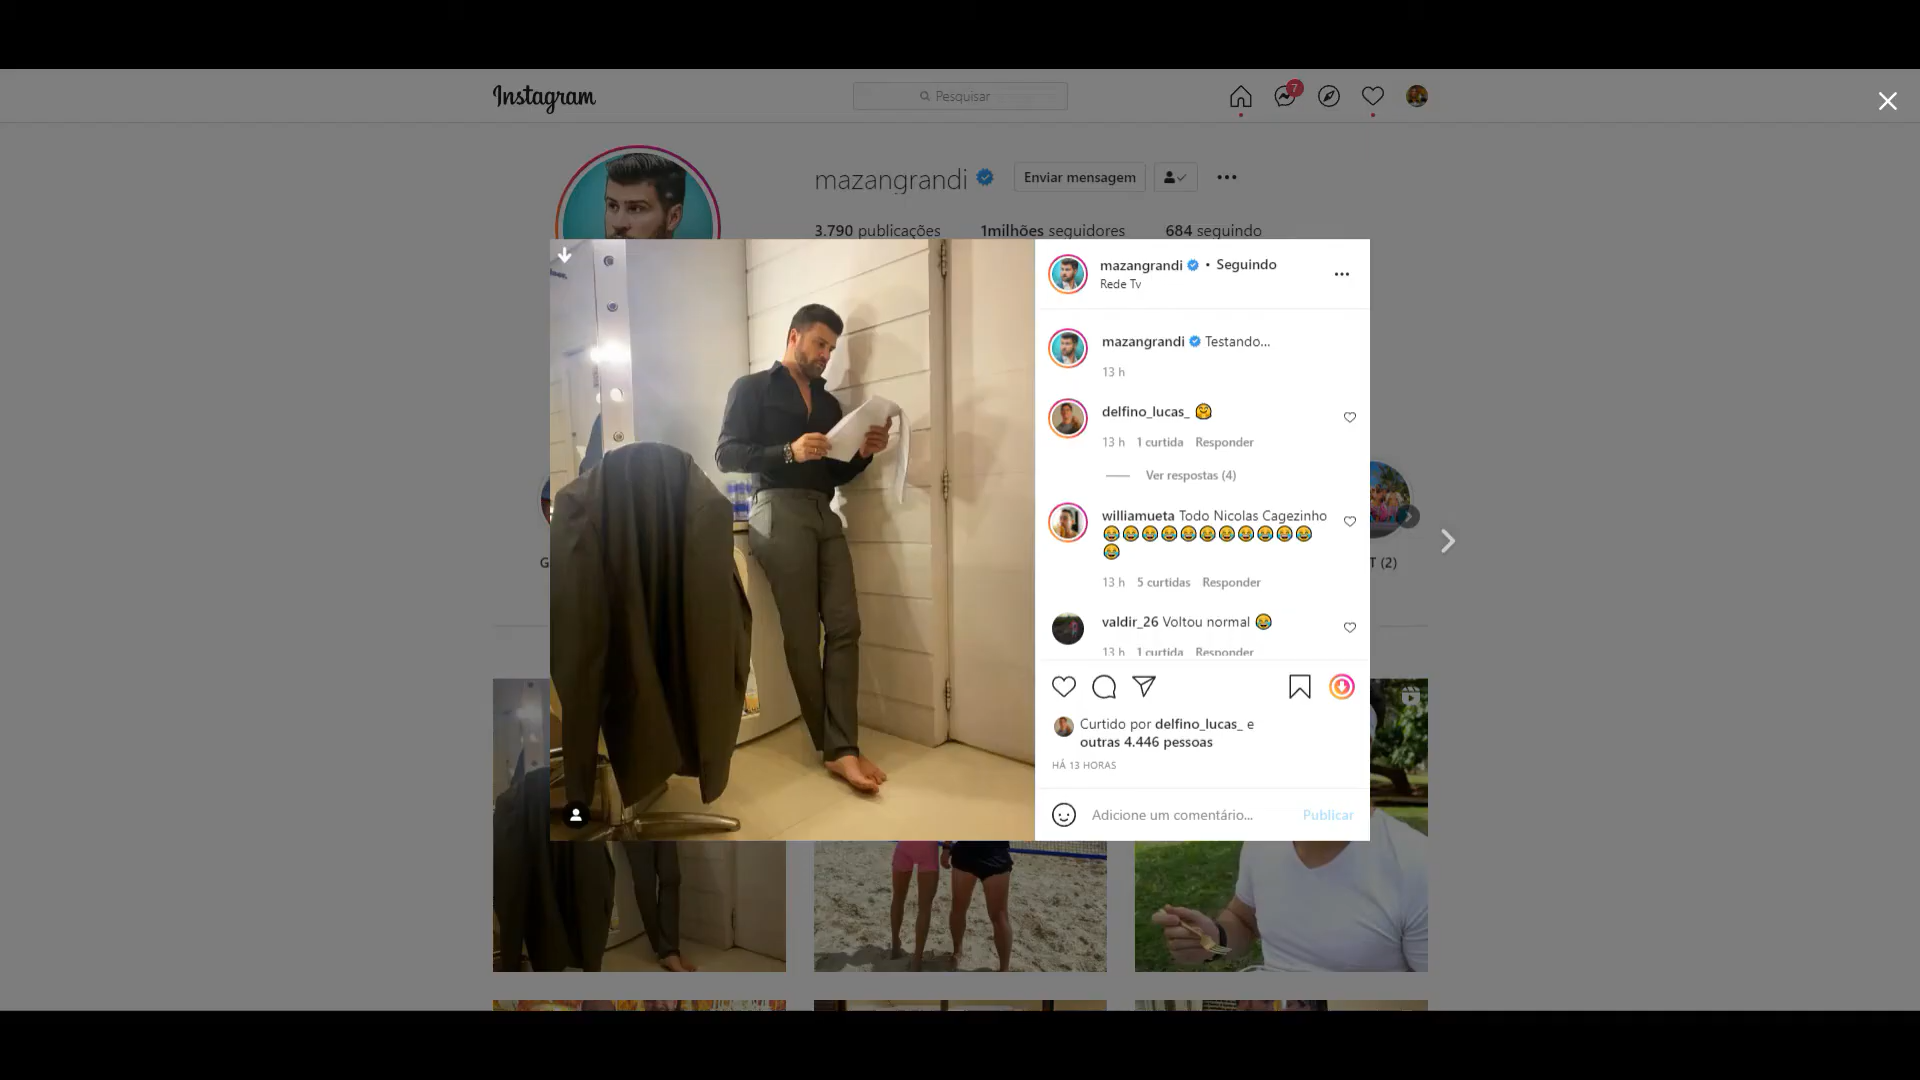 Instagram
Pesquisar
7
mazangrandi
Enviar mensagem
3.790 publicações
1milhões seguidores
684 seguindo
mazangrandi • Seguindo
Rede Tv
mazangrandi Testando...
13 h
delfino_lucas_ 🤗
13 h 1 curtida Responder
Ver respostas (4)
williamueta Todo Nicolas Cagezinho
😂😂😂😂😂😂😂😂😂😂😂
😂
13 h 5 curtidas Responder
valdir_26 Voltou normal 😂
13 h 1 curtida Responder
Curtido por delfino_lucas_ e
outras 4.446 pessoas
HÁ 13 HORAS
Adicione um comentário...
Publicar
G
T (2)